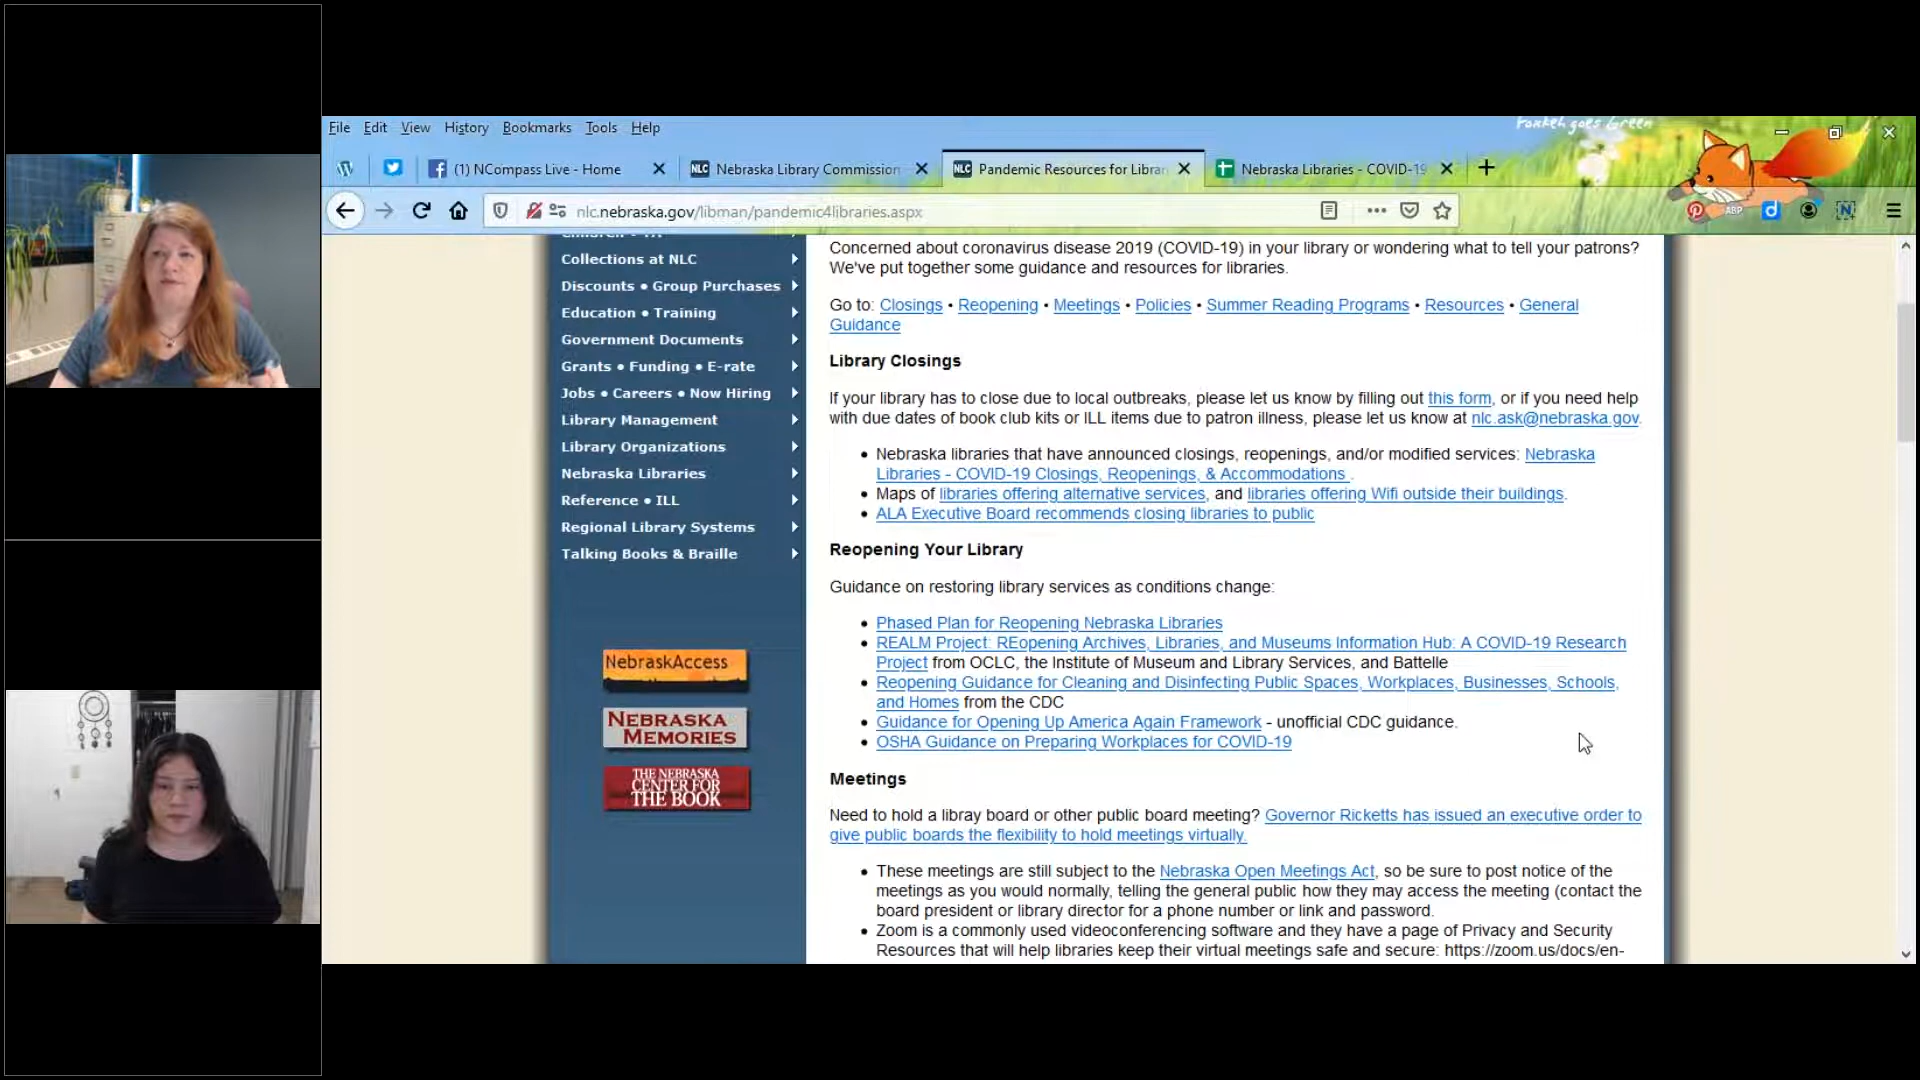 Fankeh goes Green
File Edit View History Bookmarks Tools Help
(1) NCompass Live - Home
NLC Nebraska Library Commission
NLC Pandemic Resources for Librar
Nebraska Libraries - COVID-19
nlc.nebraska.gov/libman/pandemic4libraries.aspx
ABP
Collections at NLC
Discounts • Group Purchases
Education • Training
Government Documents
Grants • Funding • E-rate
Jobs • Careers • Now Hiring
Library Management
Library Organizations
Nebraska Libraries
Reference • ILL
Regional Library Systems
Talking Books & Braille
NebraskAccess
NEBRASKA
MEMORIES
THE NEBRASKA
CENTER FOR
THE BOOK
Concerned about coronavirus disease 2019 (COVID-19) in your library or wondering what to tell your patrons?
We've put together some guidance and resources for libraries.
Go to: Closings • Reopening • Meetings • Policies • Summer Reading Programs • Resources • General
Guidance
Library Closings
If your library has to close due to local outbreaks, please let us know by filling out this form, or if you need help
with due dates of book club kits or ILL items due to patron illness, please let us know at nlc.ask@nebraska.gov.
• Nebraska libraries that have announced closings, reopenings, and/or modified services: Nebraska
Libraries - COVID-19 Closings, Reopenings, & Accommodations .
• Maps of libraries offering alternative services, and libraries offering Wifi outside their buildings.
• ALA Executive Board recommends closing libraries to public
Reopening Your Library
Guidance on restoring library services as conditions change:
• Phased Plan for Reopening Nebraska Libraries
• REALM Project: REopening Archives, Libraries, and Museums Information Hub: A COVID-19 Research
Project from OCLC, the Institute of Museum and Library Services, and Battelle
• Reopening Guidance for Cleaning and Disinfecting Public Spaces, Workplaces, Businesses, Schools,
and Homes from the CDC
• Guidance for Opening Up America Again Framework - unofficial CDC guidance.
• OSHA Guidance on Preparing Workplaces for COVID-19
Meetings
Need to hold a libray board or other public board meeting? Governor Ricketts has issued an executive order to
give public boards the flexibility to hold meetings virtually.
• These meetings are still subject to the Nebraska Open Meetings Act, so be sure to post notice of the
meetings as you would normally, telling the general public how they may access the meeting (contact the
board president or library director for a phone number or link and password.
• Zoom is a commonly used videoconferencing software and they have a page of Privacy and Security
Resources that will help libraries keep their virtual meetings safe and secure: https://zoom.us/docs/en-